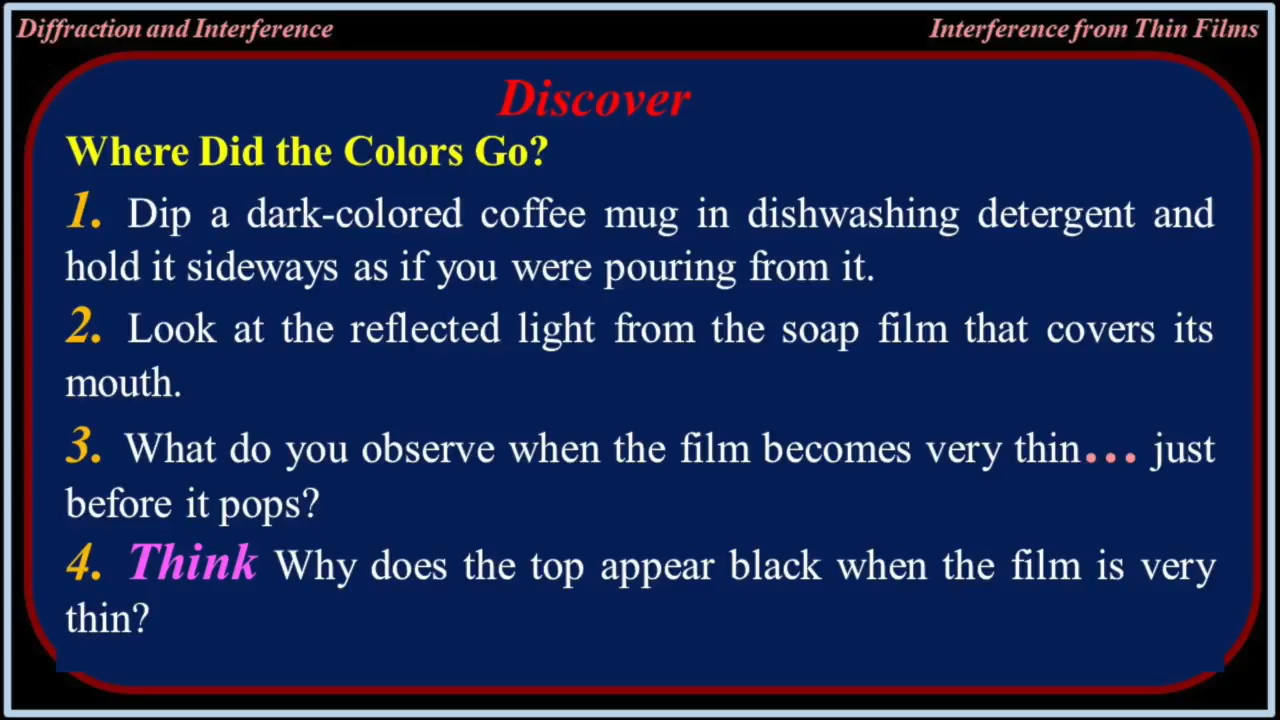 Diffraction and Interference
Interference from Thin Films
Discover
Where Did the Colors Go?
1. Dip a dark-colored coffee mug in dishwashing detergent and
hold it sideways as if you were pouring from it.
2. Look at the reflected light from the soap film that covers its
mouth.
3. What do you observe when the film becomes very thin... just
before it pops?
4. Think Why does the top appear black when the film is very
thin?